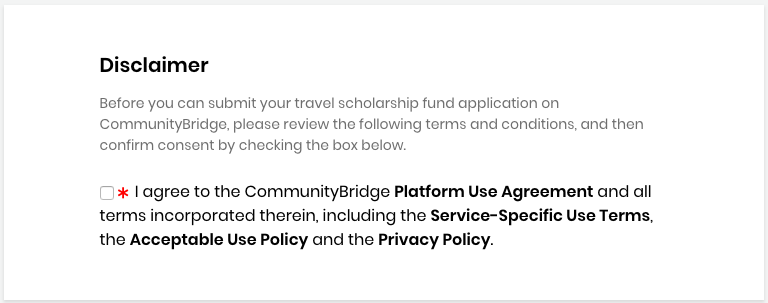 Disclaimer
Before you can submit your travel scholarship fund application on
CommunityBridge, please review the following terms and conditions, and then
confirm consent by checking the box below.
* I agree to the CommunityBridge Platform Use Agreement and all
terms incorporated therein, including the Service-Specific Use Terms,
the Acceptable Use Policy and the Privacy Policy.